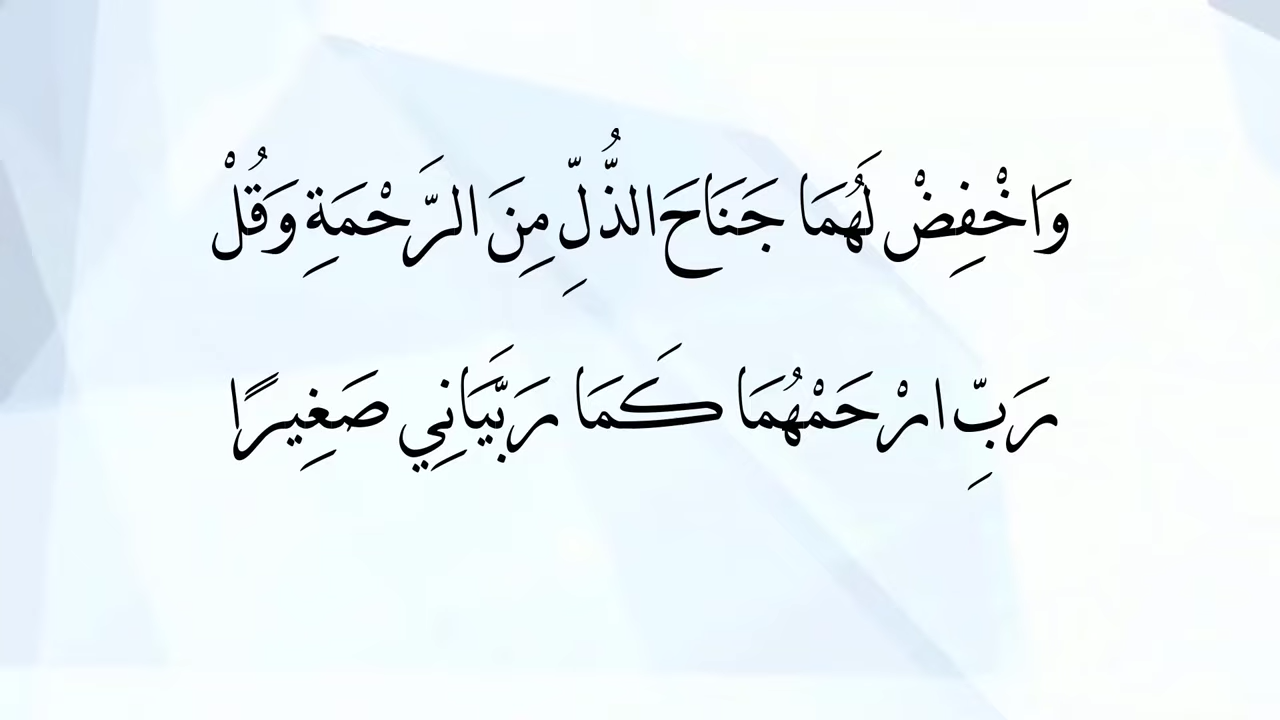 وَاخْفِضْ لَهُمَا جَنَاحَ الذُّلِّ مِنَ الرَّحْمَةِ وَقُلْ
رَبِّ ارْحَمْهُمَا كَمَا رَبَّيَانِي صَغِيرًا